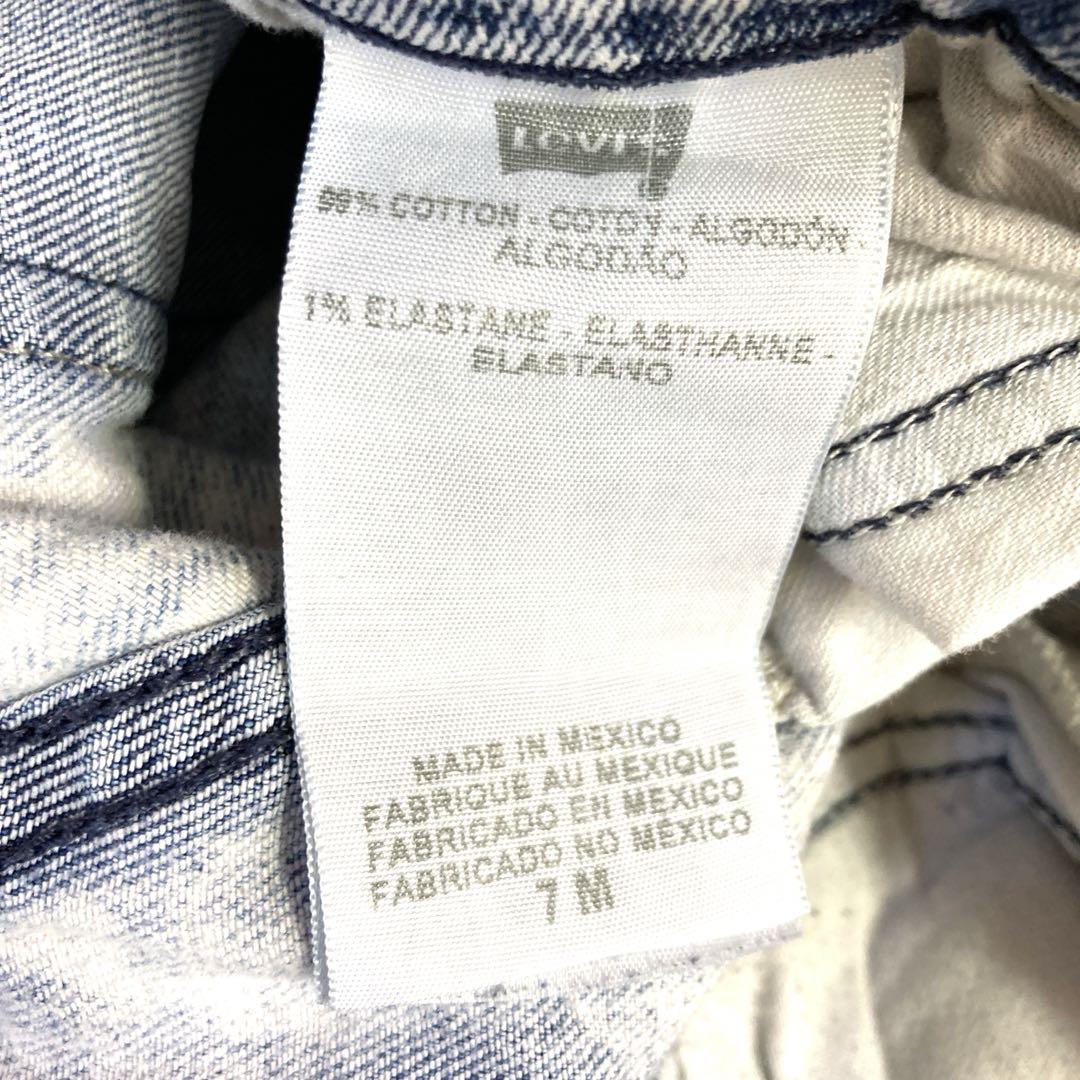 Levi's
99% COTTON - COTON - ALGODÓN -
ALGODAO
1% ELASTANE - ELASTHANNE -
ELASTANO
MADE IN MEXICO
FABRIQUE AU MEXIQUE
FABRICADO EN MEXICO
FABRICADO NO MÉXICO
7 M